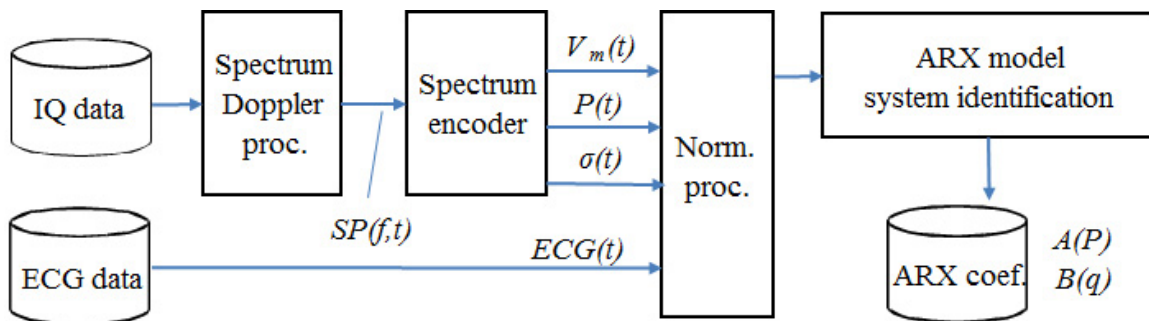 IQ data
Spectrum
Doppler
proc.
SP(f,t)
Spectrum
encoder
V_m(t)
P(t)
σ(t)
ECG data
ECG(t)
Norm.
proc.
ARX model
system identification
ARX coef.
A(P)
B(q)